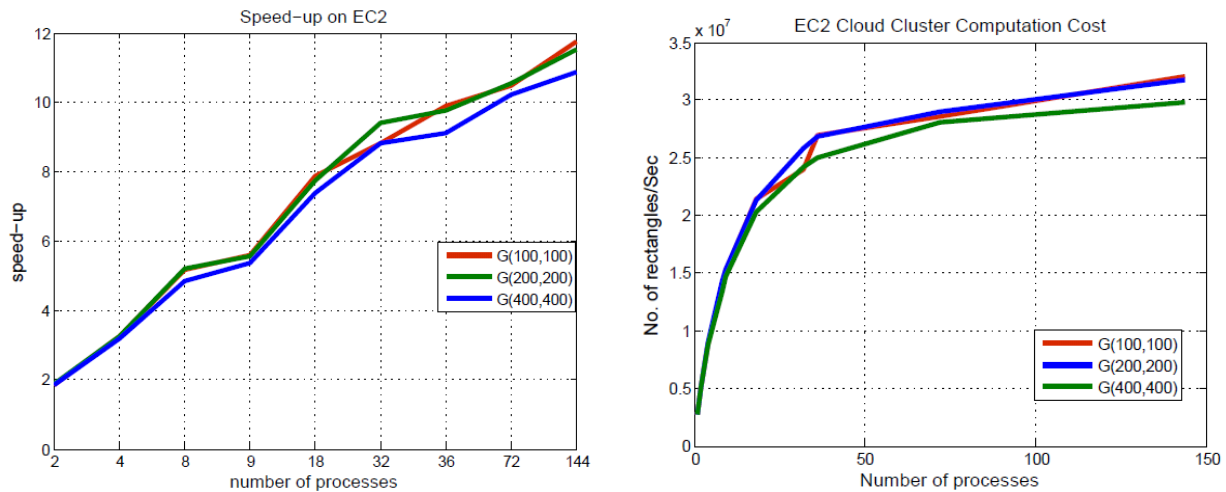 Speed-up on EC2
12
10
8
6
4
2
0
speed-up
G(100,100)
G(200,200)
G(400,400)
2 4 8 9 18 32 36 72 144
number of processes
EC2 Cloud Cluster Computation Cost
x 10^7
3.5
3
2.5
2
1.5
1
0.5
0
No. of rectangles/Sec
G(100,100)
G(200,200)
G(400,400)
0 50 100 150
Number of processes